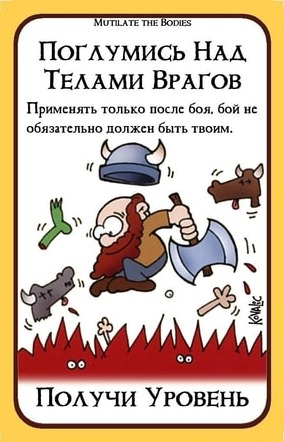 Mutilate the Bodies
Поглумись Над
Телами Врагов
Применять только после боя, бой не
обязательно должен быть твоим.
Kovalic
Получи Уровень